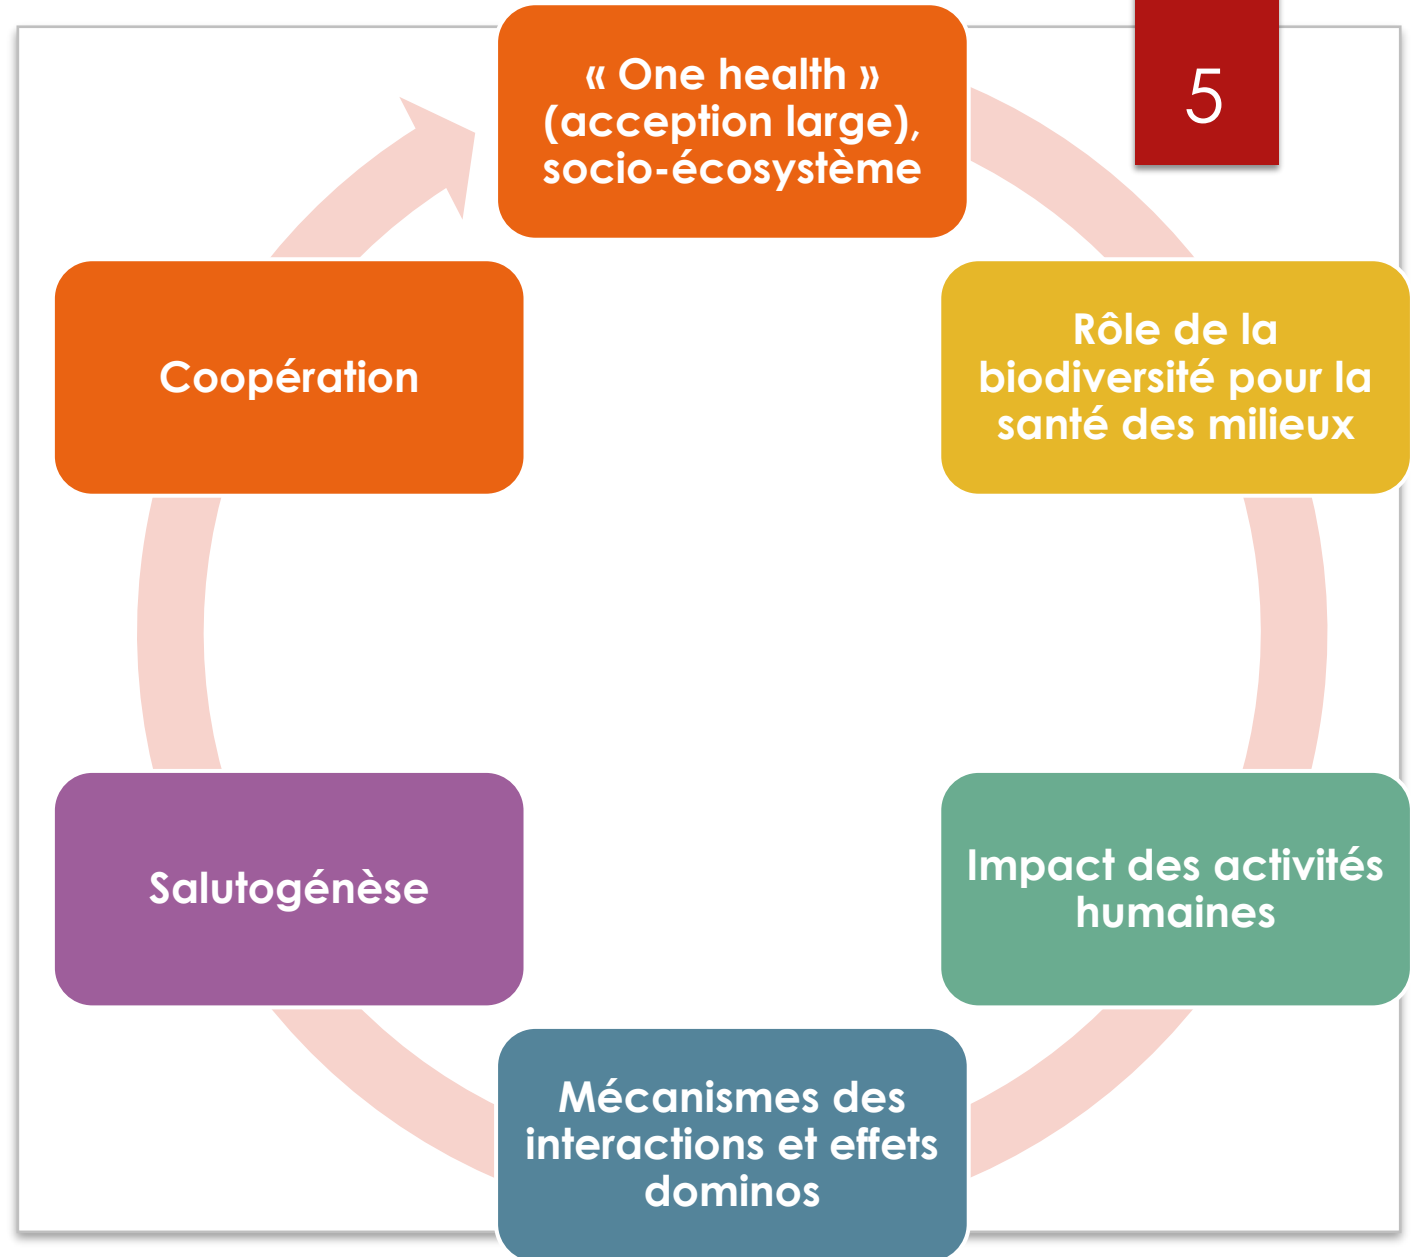 « One health »
(acception large),
socio-écosystème
5
Rôle de la
biodiversité pour la
santé des milieux
Impact des activités
humaines
Mécanismes des
interactions et effets
dominos
Salutogénèse
Coopération